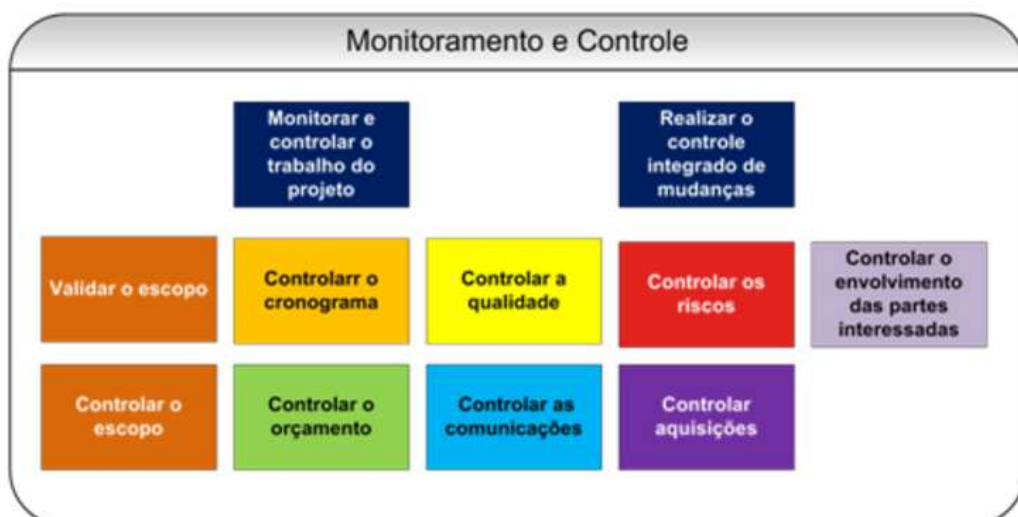 Monitoramento e Controle
Monitorar e
controlar o
trabalho do
projeto
Realizar o
controle
integrado de
mudanças
Validar o escopo
Controlarr o
cronograma
Controlar a
qualidade
Controlar os
riscos
Controlar o
envolvimento
das partes
interessadas
Controlar o
escopo
Controlar o
orçamento
Controlar as
comunicações
Controlar
aquisições